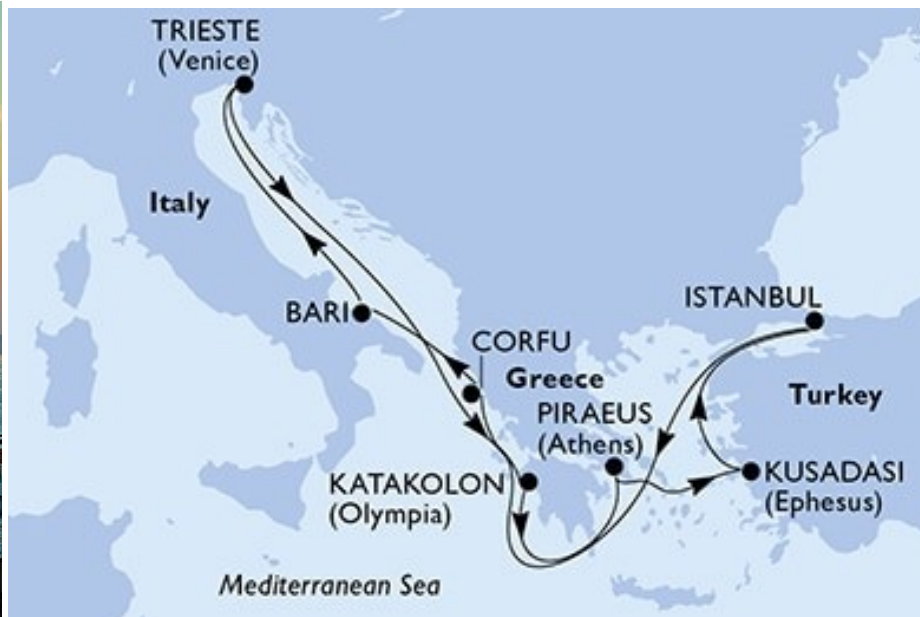 TRIESTE
(Venice)
Italy
BARI
CORFU
Greece
PIRAEUS
(Athens)
ISTANBUL
Turkey
KUSADASI
(Ephesus)
KATAKOLON
(Olympia)
Mediterranean Sea